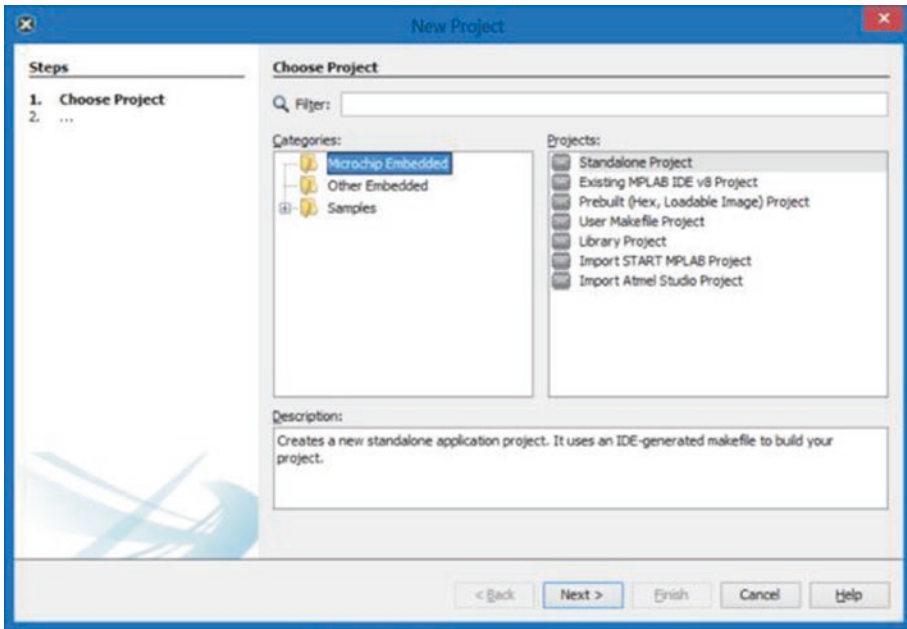 New Project
Steps
1. Choose Project
2. ...
Choose Project
Filter:
Categories:
Microchip Embedded
Other Embedded
Samples
Projects:
Standalone Project
Existing MPLAB IDE v8 Project
Prebuilt (Hex, Loadable Image) Project
User Makefile Project
Library Project
Import START MPLAB Project
Import Atmel Studio Project
Description:
Creates a new standalone application project. It uses an IDE-generated makefile to build your
project.
< Back
Next >
Finish
Cancel
Help